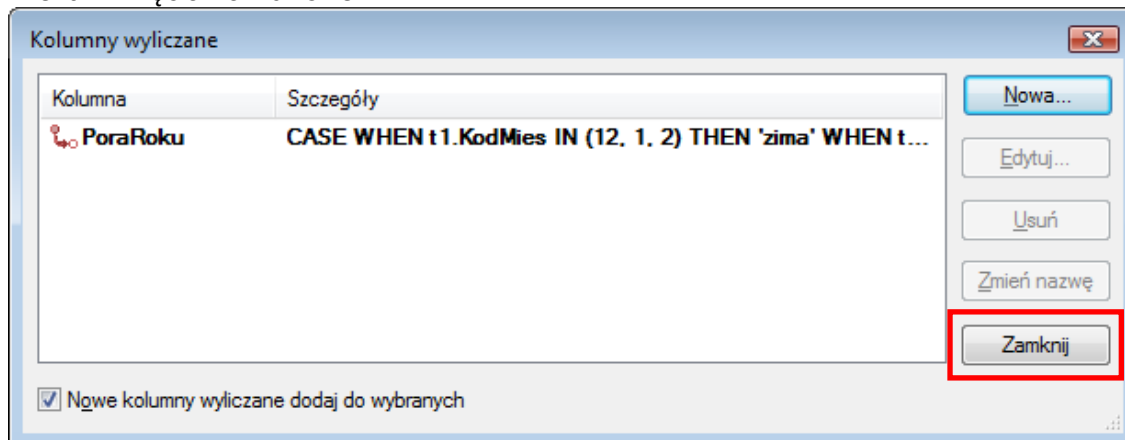 Kolumny wyliczane
Kolumna Szczegóły
PoraRoku CASE WHEN t1.KodMies IN (12, 1, 2) THEN 'zima' WHEN t...
Nowa...
Edytuj...
Usuń
Zmień nazwę
Zamknij
Nowe kolumny wyliczane dodaj do wybranych